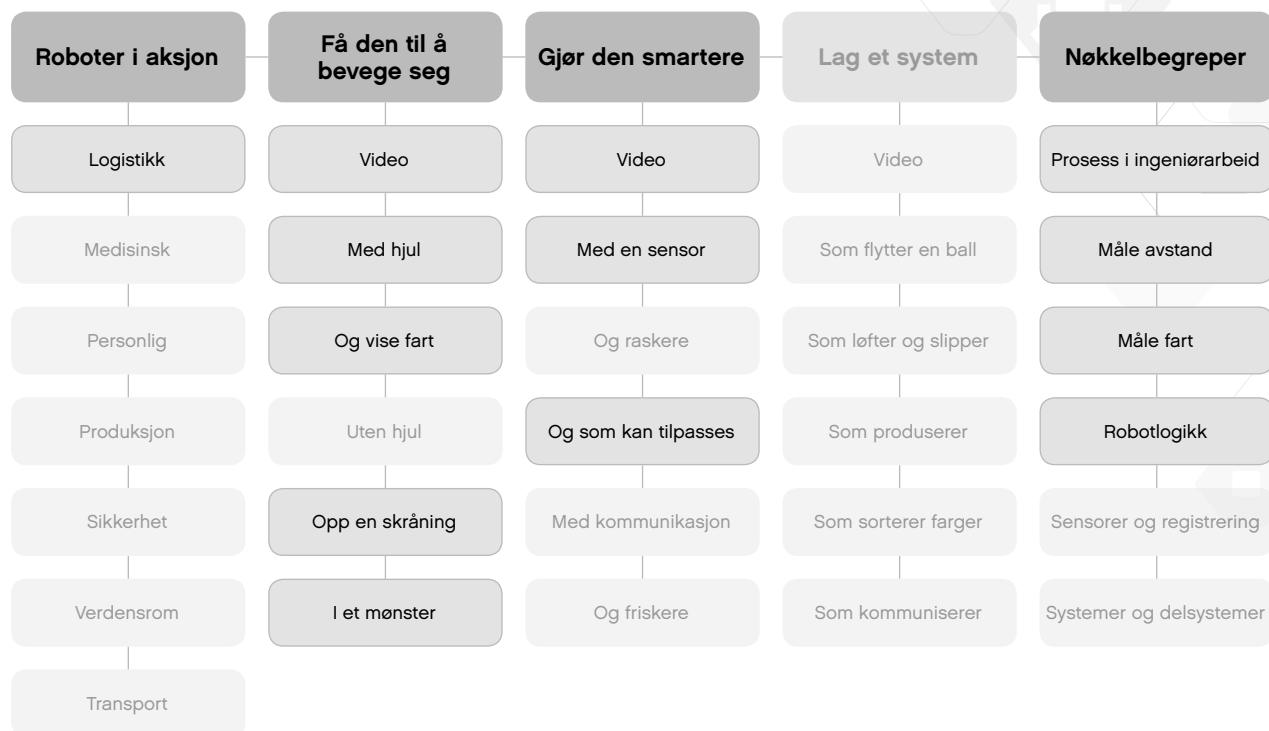 Roboter i aksjon
Få den til å
bevege seg
Gjør den smartere
Lag et system
Nøkkelbegreper
Logistikk
Video
Video
Video
Prosess i ingeniørarbeid
Medisinsk
Med hjul
Med en sensor
Som flytter en ball
Måle avstand
Personlig
Og vise fart
Og raskere
Som løfter og slipper
Måle fart
Produksjon
Uten hjul
Og som kan tilpasses
Som produserer
Robotlogikk
Sikkerhet
Opp en skråning
Med kommunikasjon
Som sorterer farger
Sensorer og registrering
Verdensrom
I et mønster
Og friskere
Som kommuniserer
Systemer og delsystemer
Transport